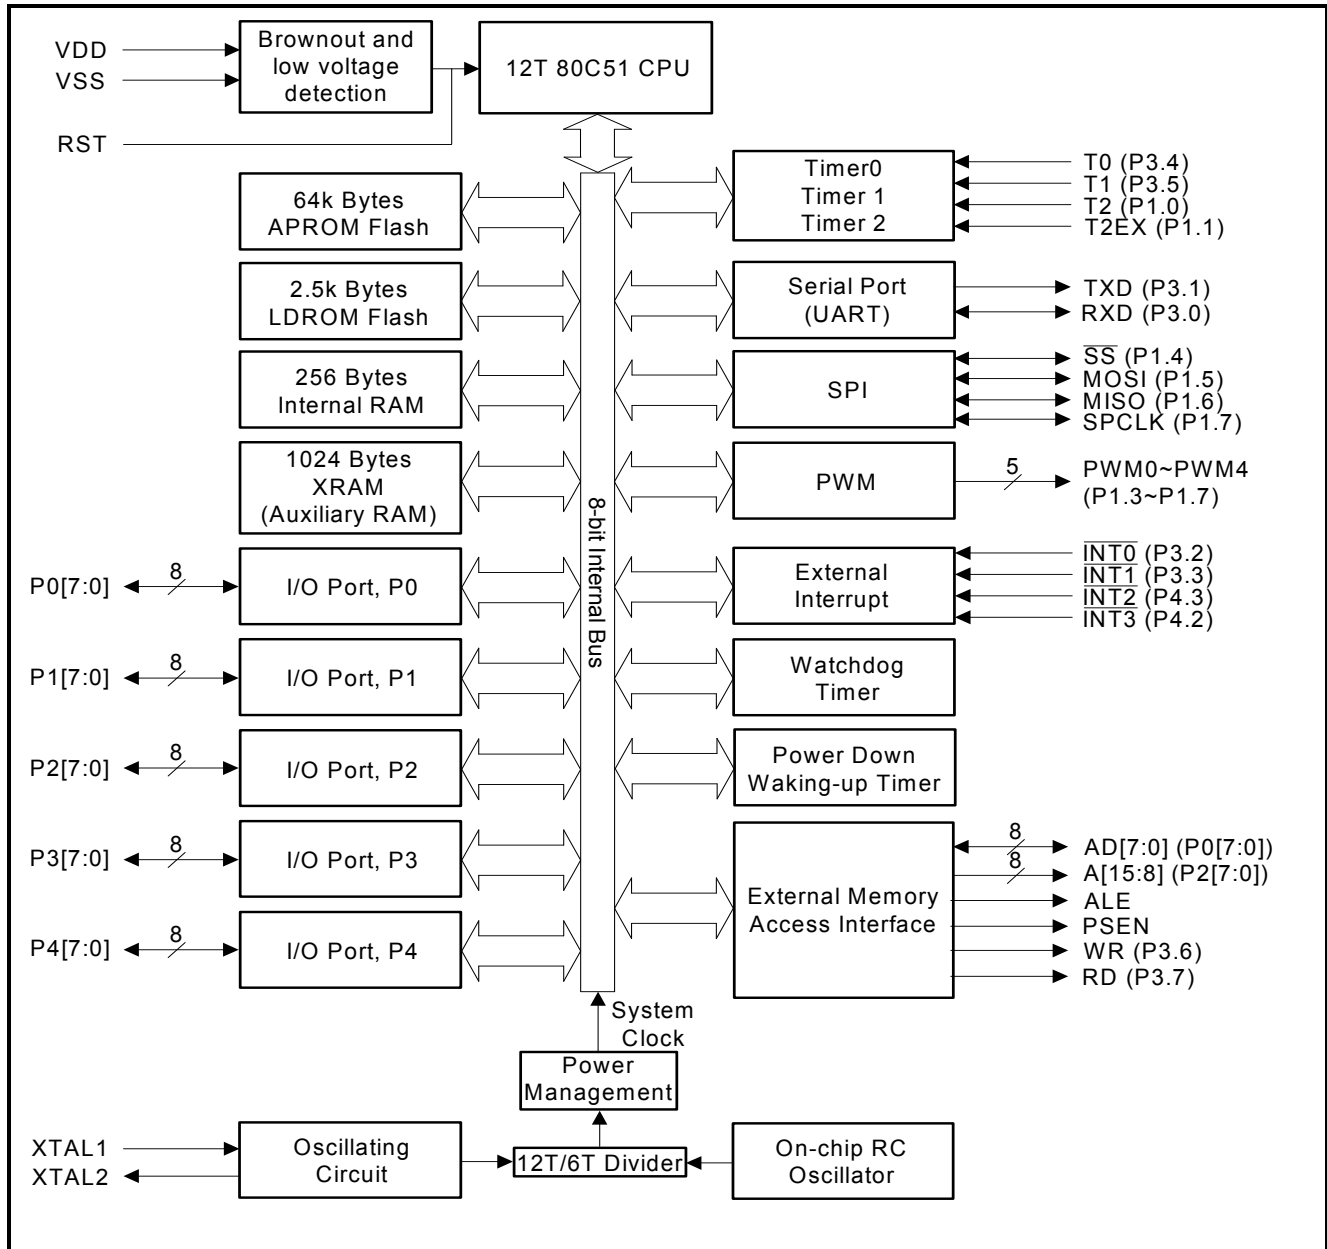 VDD
VSS
RST
Brownout and
low voltage
detection
12T 80C51 CPU
64k Bytes
APROM Flash
2.5k Bytes
LDROM Flash
256 Bytes
Internal RAM
1024 Bytes
XRAM
(Auxiliary RAM)
P0[7:0]
8
I/O Port, P0
P1[7:0]
8
I/O Port, P1
P2[7:0]
8
I/O Port, P2
P3[7:0]
8
I/O Port, P3
P4[7:0]
8
I/O Port, P4
8-bit Internal Bus
Timer0
Timer 1
Timer 2
T0 (P3.4)
T1 (P3.5)
T2 (P1.0)
T2EX (P1.1)
Serial Port
(UART)
TXD (P3.1)
RXD (P3.0)
SPI
S̅S̅ (P1.4)
MOSI (P1.5)
MISO (P1.6)
SPCLK (P1.7)
PWM
5
PWM0~PWM4
(P1.3~P1.7)
External
Interrupt
I̅N̅T̅0̅ (P3.2)
I̅N̅T̅1̅ (P3.3)
I̅N̅T̅2̅ (P4.3)
I̅N̅T̅3̅ (P4.2)
Watchdog
Timer
Power Down
Waking-up Timer
External Memory
Access Interface
8
AD[7:0] (P0[7:0])
8
A[15:8] (P2[7:0])
ALE
PSEN
WR (P3.6)
RD (P3.7)
System
Clock
Power
Management
XTAL1
XTAL2
Oscillating
Circuit
12T/6T Divider
On-chip RC
Oscillator